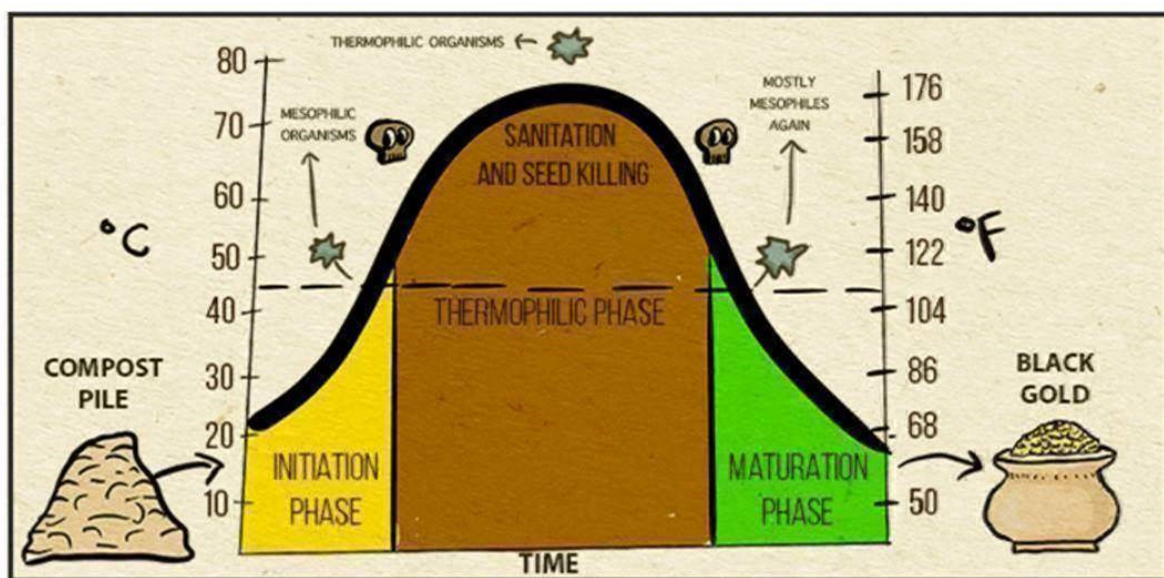 THERMOPHILIC ORGANISMS
80
70
60
50
40
30
20
10
°C
MESOPHILIC
ORGANISMS
SANITATION
AND SEED KILLING
MOSTLY
MESOPHILES
AGAIN
176
158
140
122
104
86
68
50
°F
THERMOPHILIC PHASE
COMPOST
PILE
INITIATION
PHASE
MATURATION
PHASE
BLACK
GOLD
TIME